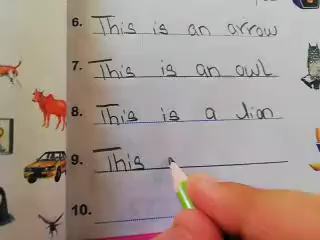 6. This is an arrow
7. This is an owl
8. This is a lion
9. This
10.